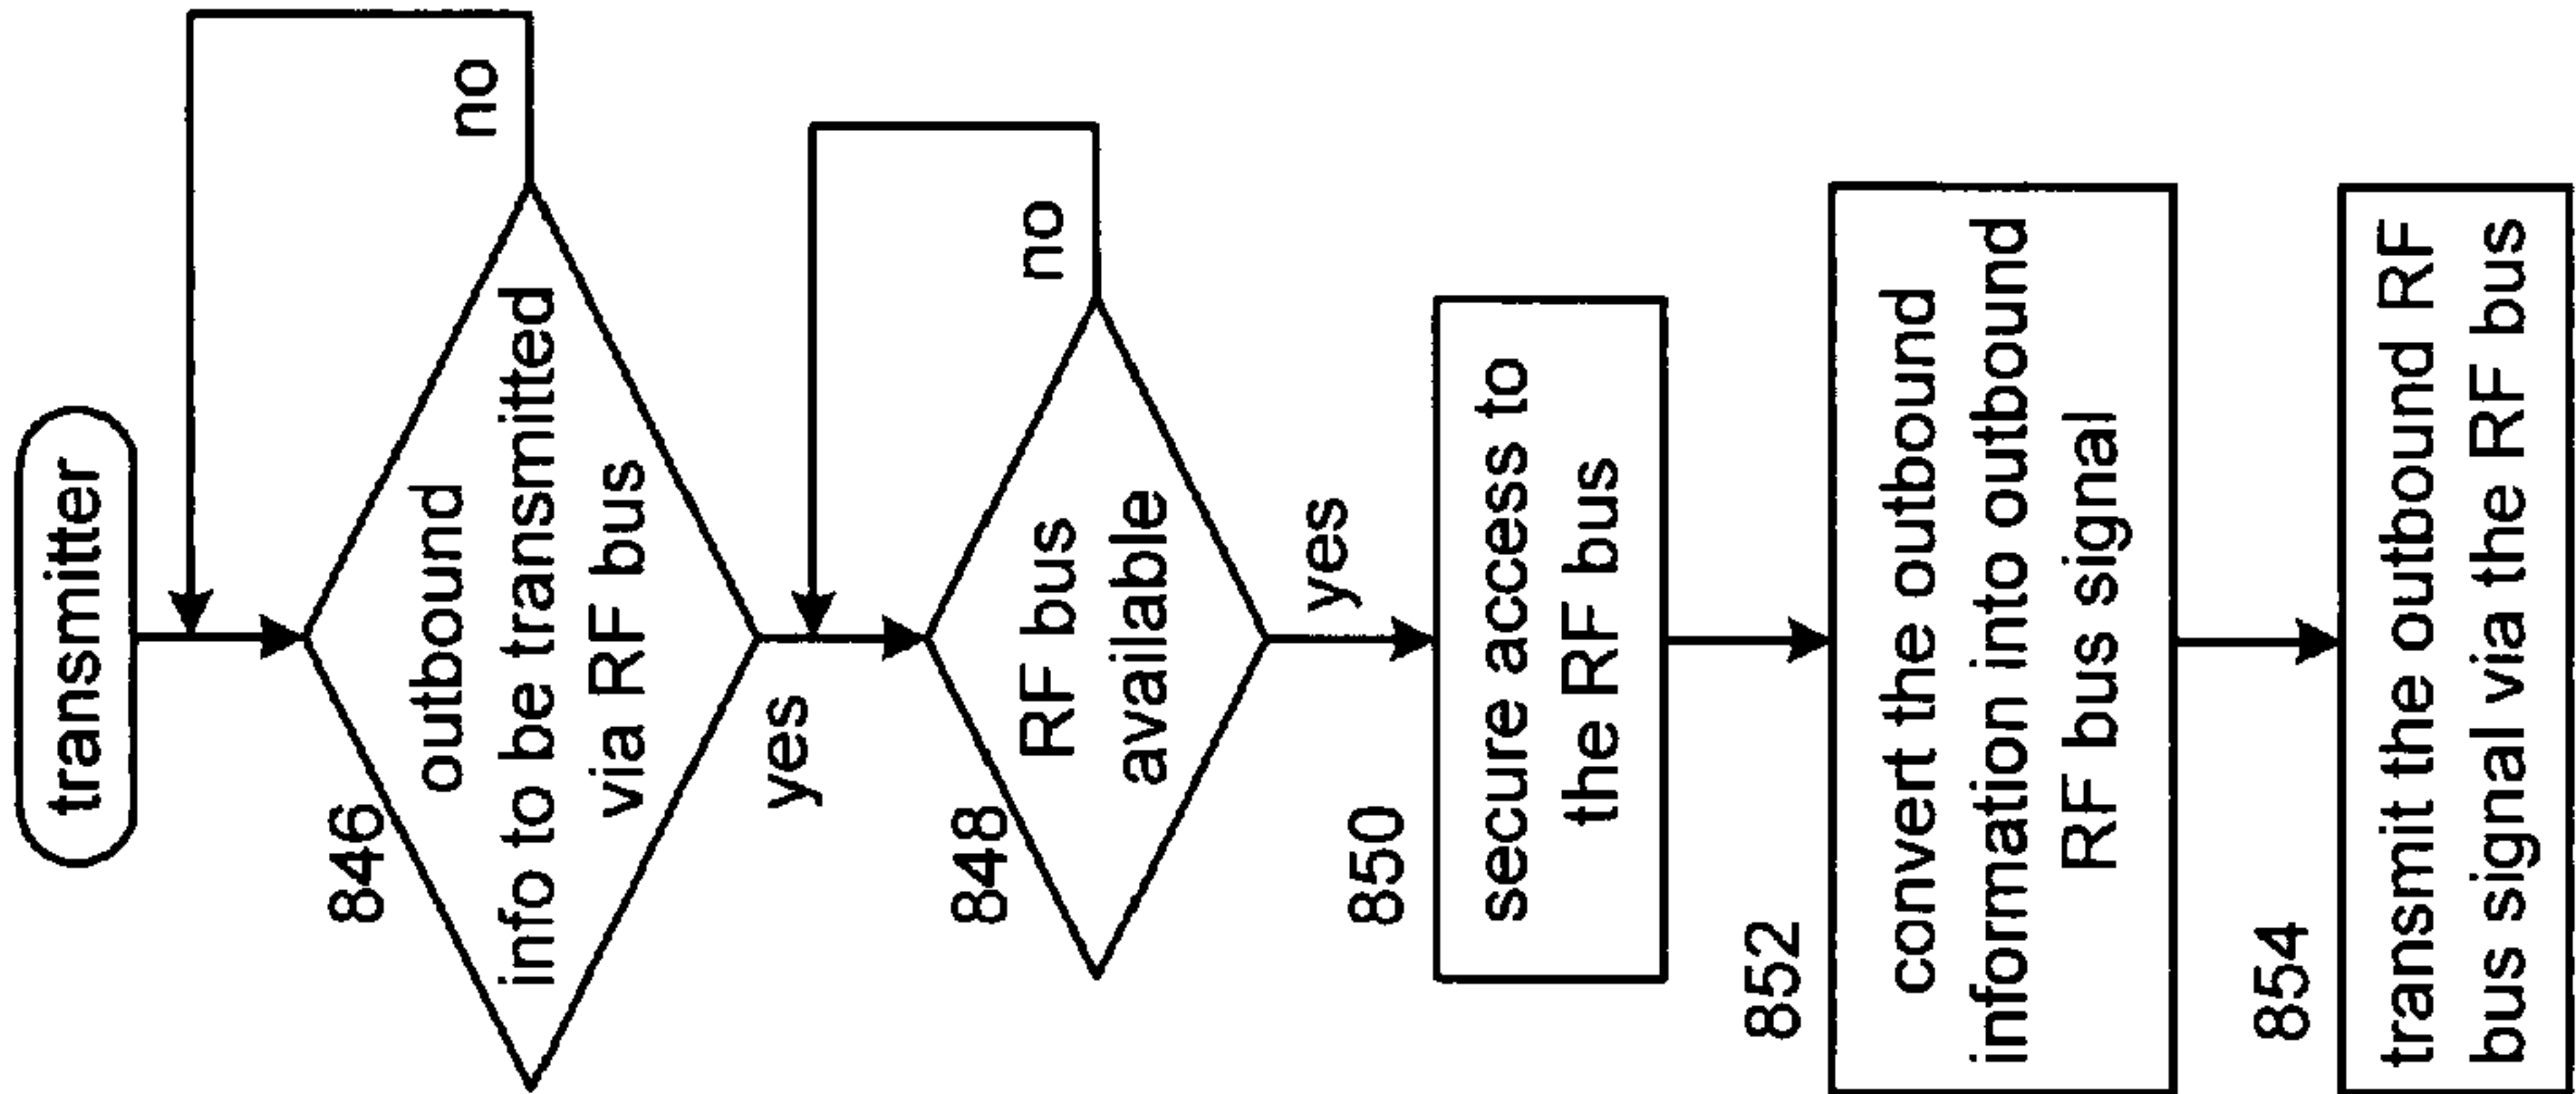 transmitter
no
846
outbound
info to be transmitted
via RF bus
yes
no
848
RF bus
available
yes
850
secure access to
the RF bus
852
convert the outbound
information into outbound
RF bus signal
854
transmit the outbound RF
bus signal via the RF bus